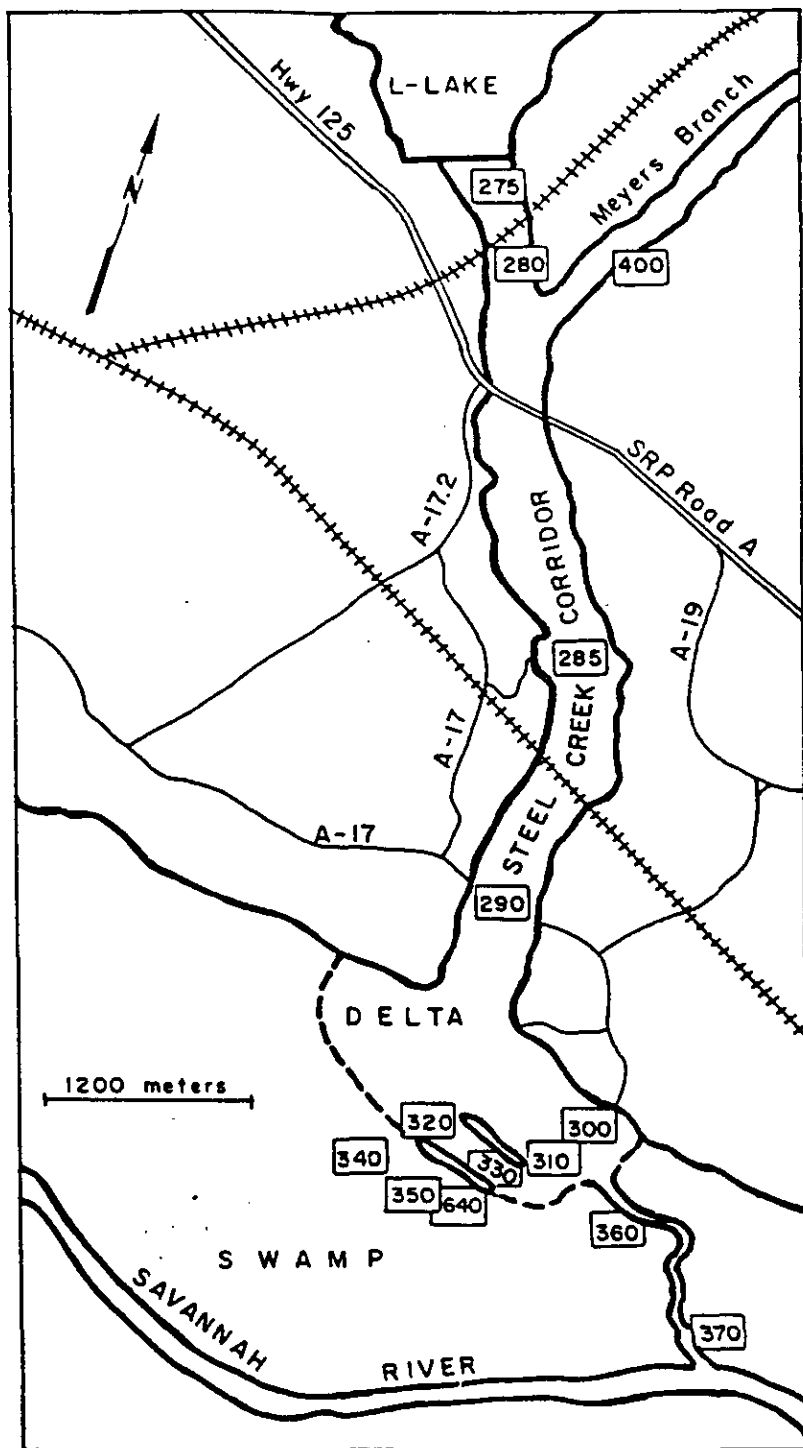 L-LAKE
Hwy 125
N
275
Meyers Branch
280
400
A-17.2
SRP Road A
CORRIDOR
A-19
285
CREEK
A-17
STEEL
A-17
290
DELTA
1200 meters
320
300
340
330
310
350
640
360
SWAMP
SAVANNAH
RIVER
370